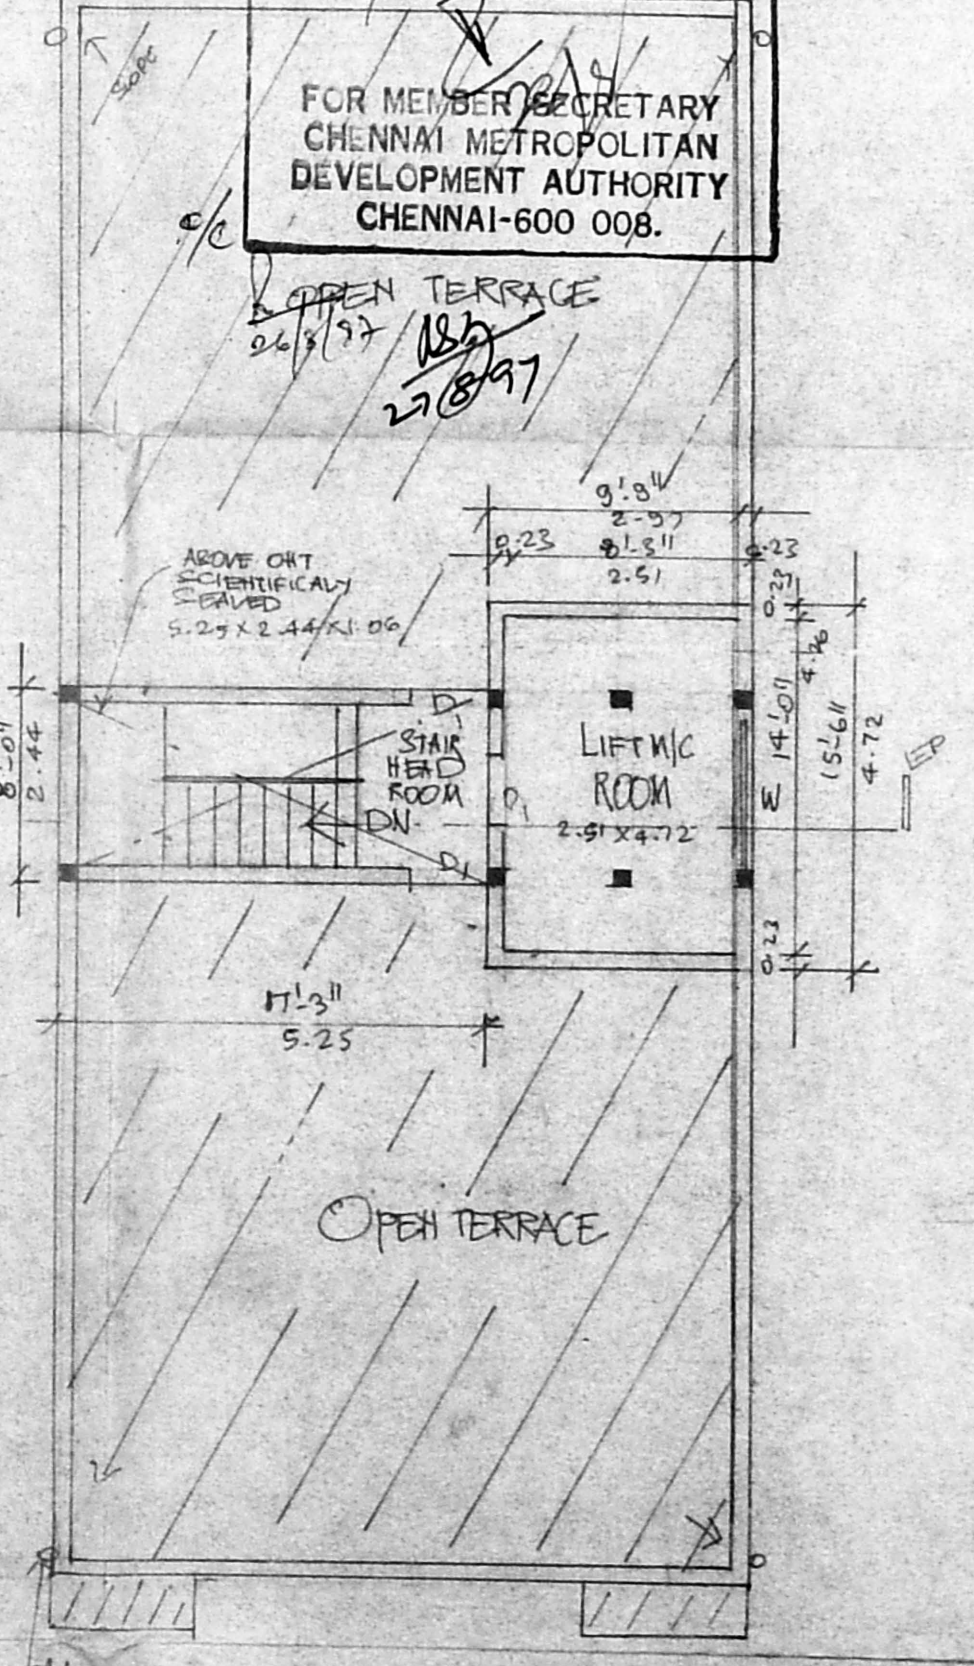 SLOPE
FOR MEMBER SECRETARY
CHENNAI METROPOLITAN
DEVELOPMENT AUTHORITY
CHENNAI-600 008.
c/c
OPEN TERRACE
26/8/97
27/8/97
9'-9"
2-97
0.23 8'-3" 0.23
2.51
ABOVE OHT
SCIENTIFICALY
SEALED
5.25 X 2.44 X 1.06
0.23
4.26
14'-0"
15'-6"
4.72
8'-0"
2.44
D1
STAIR
HEAD
ROOM
DN
D1
D1
LIFT M/C
ROOM
2.51 X 4.72
W
EP
0.23
17'-3"
5.25
OPEN TERRACE